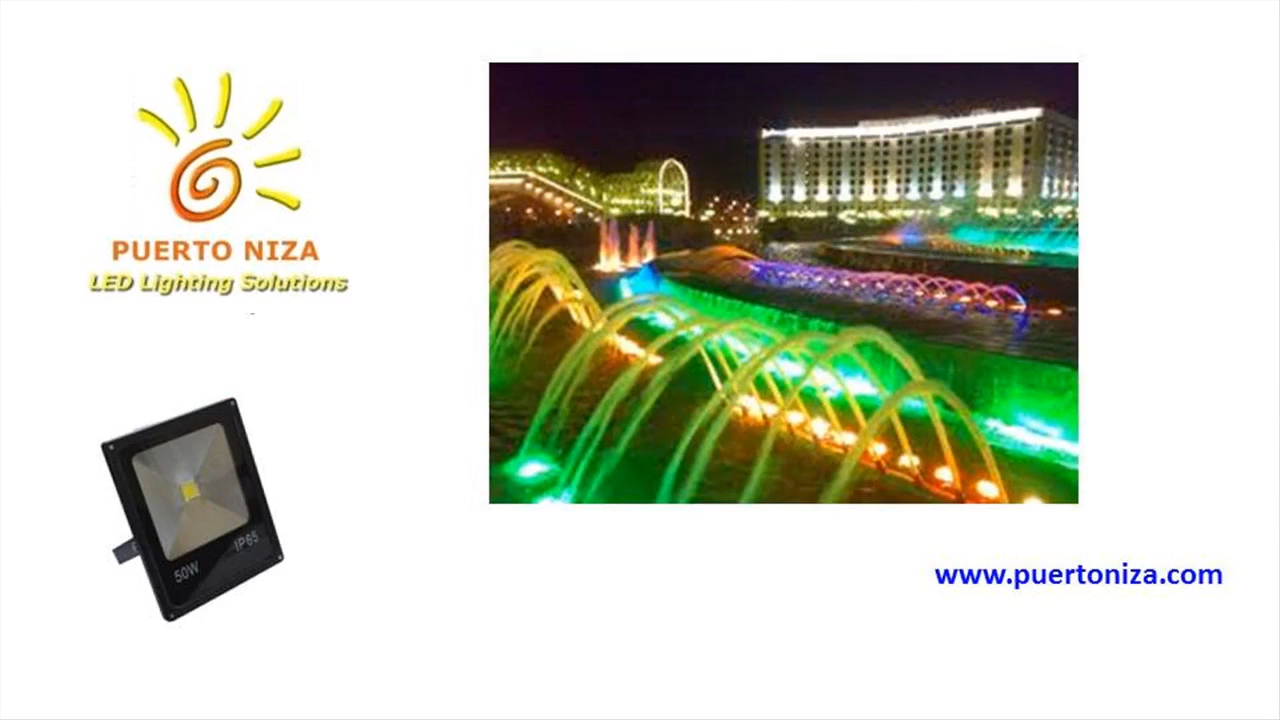 PUERTO NIZA
LED Lighting Solutions
50W
IP65
www.puertoniza.com